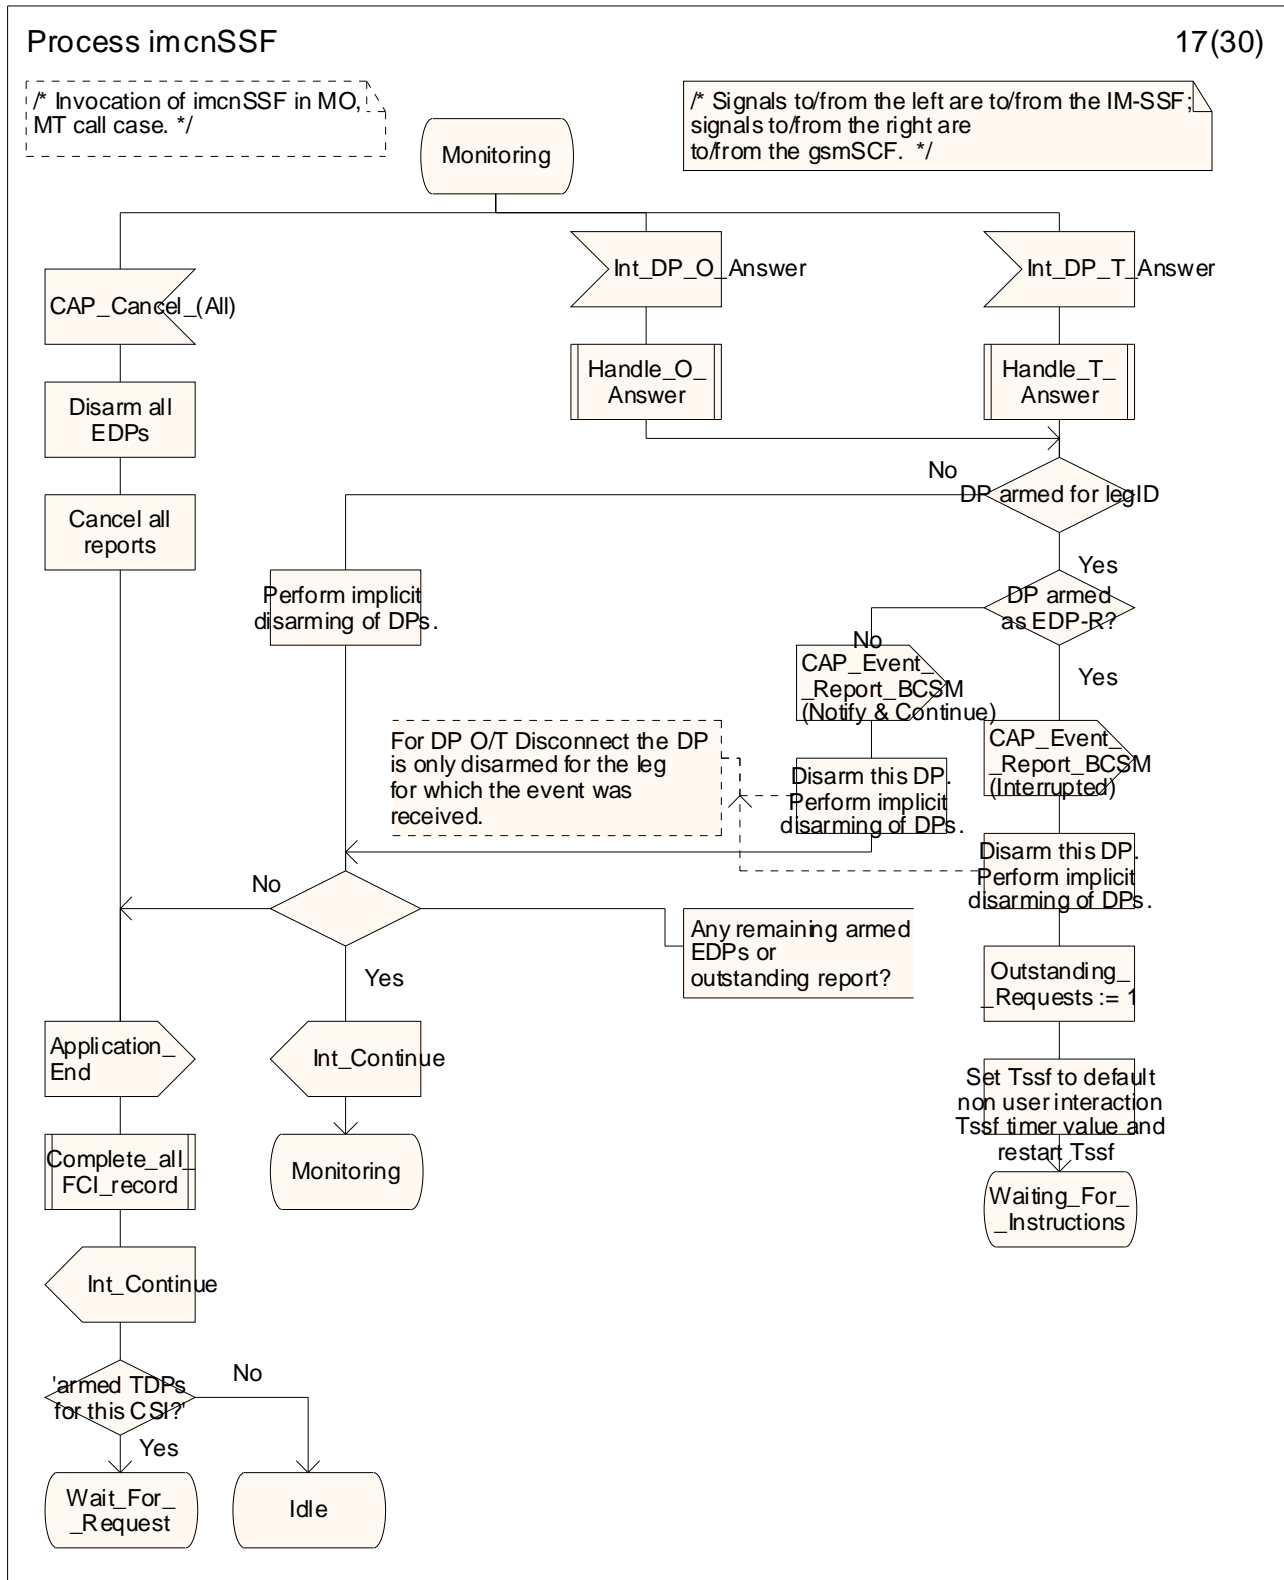 Process imcnSSF
17(30)
/* Invocation of imcnSSF in MO,
MT call case. */
/* Signals to/from the left are to/from the IM-SSF;
signals to/from the right are
to/from the gsmSCF. */
Monitoring
CAP_Cancel_(All)
Int_DP_O_Answer
Int_DP_T_Answer
Disarm all
EDPs
Handle_O_
Answer
Handle_T_
Answer
Cancel all
reports
No
DP armed for legID
Yes
Perform implicit
disarming of DPs.
DP armed
as EDP-R?
No
Yes
CAP_Event_
_Report_BCSM
(Notify & Continue)
CAP_Event_
_Report_BCSM
(Interrupted)
For DP O/T Disconnect the DP
is only disarmed for the leg
for which the event was
received.
Disarm this DP.
Perform implicit
disarming of DPs.
Disarm this DP.
Perform implicit
disarming of DPs.
No
Yes
Any remaining armed
EDPs or
outstanding report?
Outstanding_
_Requests := 1
Application_
End
Int_Continue
Set Tssf to default
non user interaction
Tssf timer value and
restart Tssf
Complete_all_
FCI_record
Monitoring
Waiting_For_
_Instructions
Int_Continue
'armed TDPs
for this CSI?'
No
Yes
Wait_For_
_Request
Idle